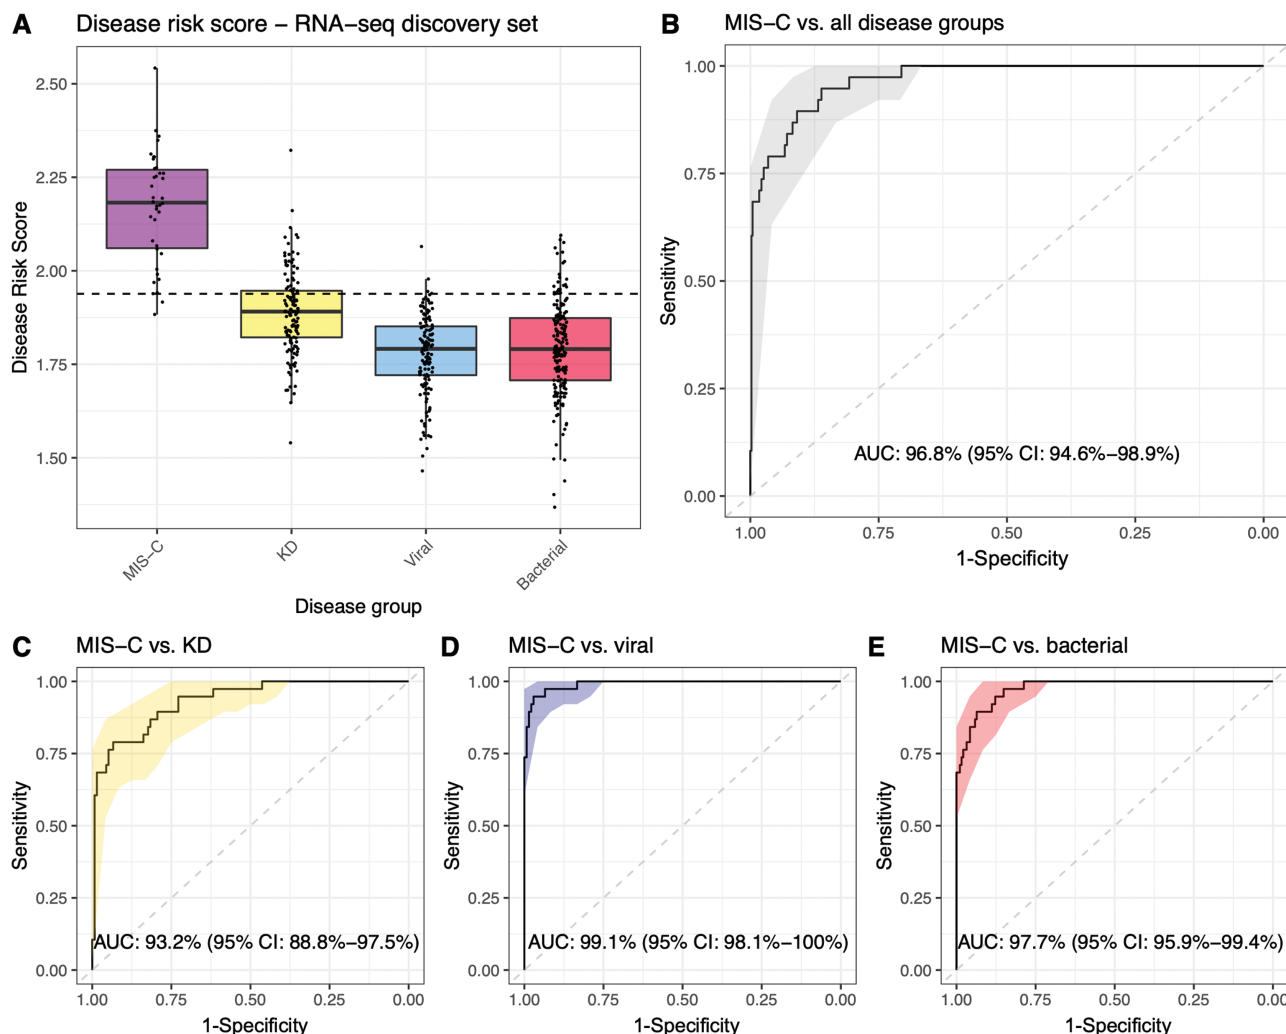 A
Disease risk score − RNA−seq discovery set
2.50
2.25
2.00
1.75
1.50
Disease Risk Score
MIS−C
KD
Viral
Bacterial
Disease group
B
MIS−C vs. all disease groups
1.00
0.75
0.50
0.25
0.00
Sensitivity
AUC: 96.8% (95% CI: 94.6%−98.9%)
1.00 0.75 0.50 0.25 0.00
1-Specificity
C
MIS−C vs. KD
1.00
0.75
0.50
0.25
0.00
Sensitivity
AUC: 93.2% (95% CI: 88.8%−97.5%)
1.00 0.75 0.50 0.25 0.00
1-Specificity
D
MIS−C vs. viral
1.00
0.75
0.50
0.25
0.00
Sensitivity
AUC: 99.1% (95% CI: 98.1%−100%)
1.00 0.75 0.50 0.25 0.00
1-Specificity
E
MIS−C vs. bacterial
1.00
0.75
0.50
0.25
0.00
Sensitivity
AUC: 97.7% (95% CI: 95.9%−99.4%)
1.00 0.75 0.50 0.25 0.00
1-Specificity